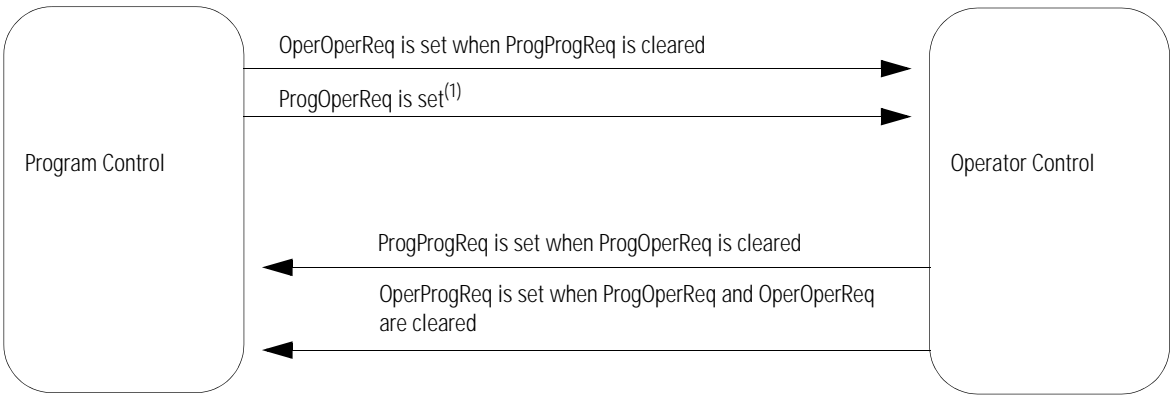 OperOperReq is set when ProgProgReq is cleared
ProgOperReq is set(1)
Program Control
Operator Control
ProgProgReq is set when ProgOperReq is cleared
OperProgReq is set when ProgOperReq and OperOperReq
are cleared